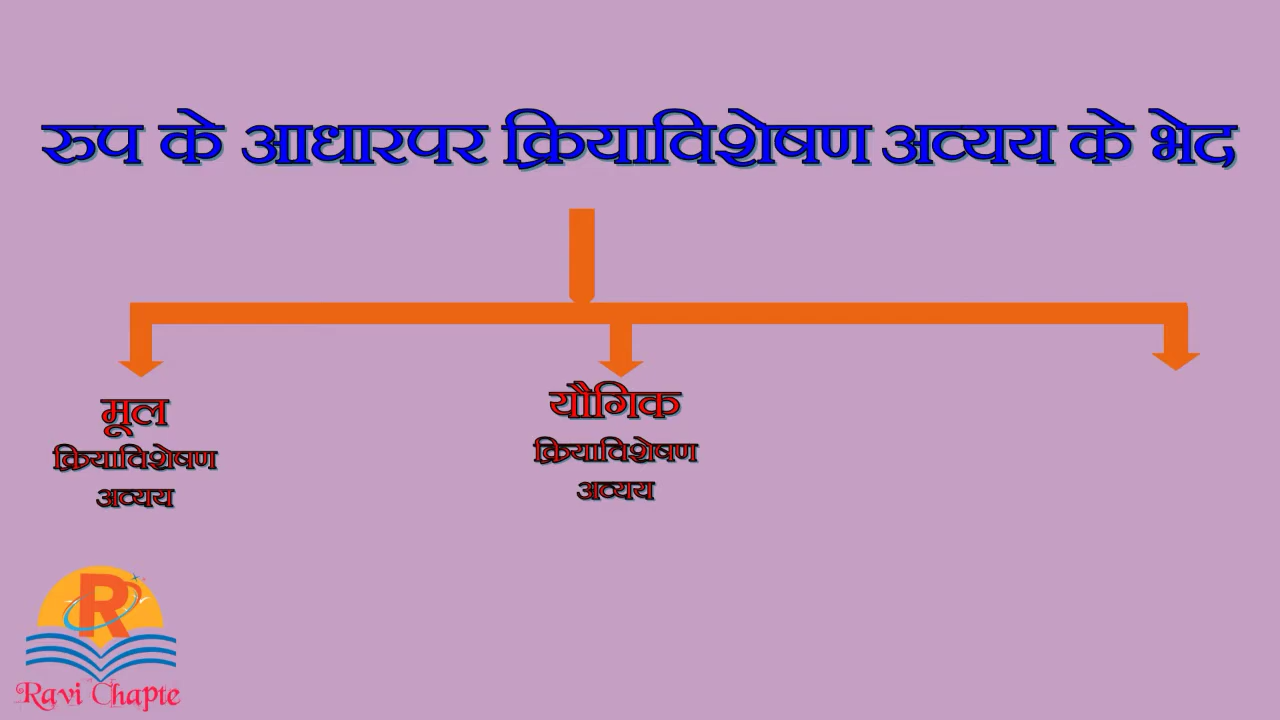 रुप के आधारपर क्रियाविशेषण अव्यय के भेद
मूल
क्रियाविशेषण
अव्यय
यौगिक
क्रियाविशेषण
अव्यय
R
Ravi Chapte